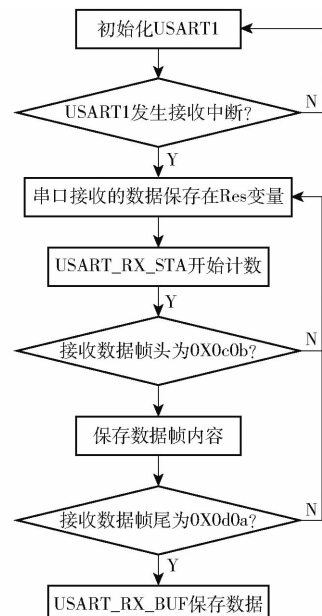 初始化USART1
USART1发生接收中断?
N
Y
串口接收的数据保存在Res变量
USART_RX_STA开始计数
Y
接收数据帧头为0X0c0b?
N
保存数据帧内容
接收数据帧尾为0X0d0a?
N
Y
USART_RX_BUF保存数据